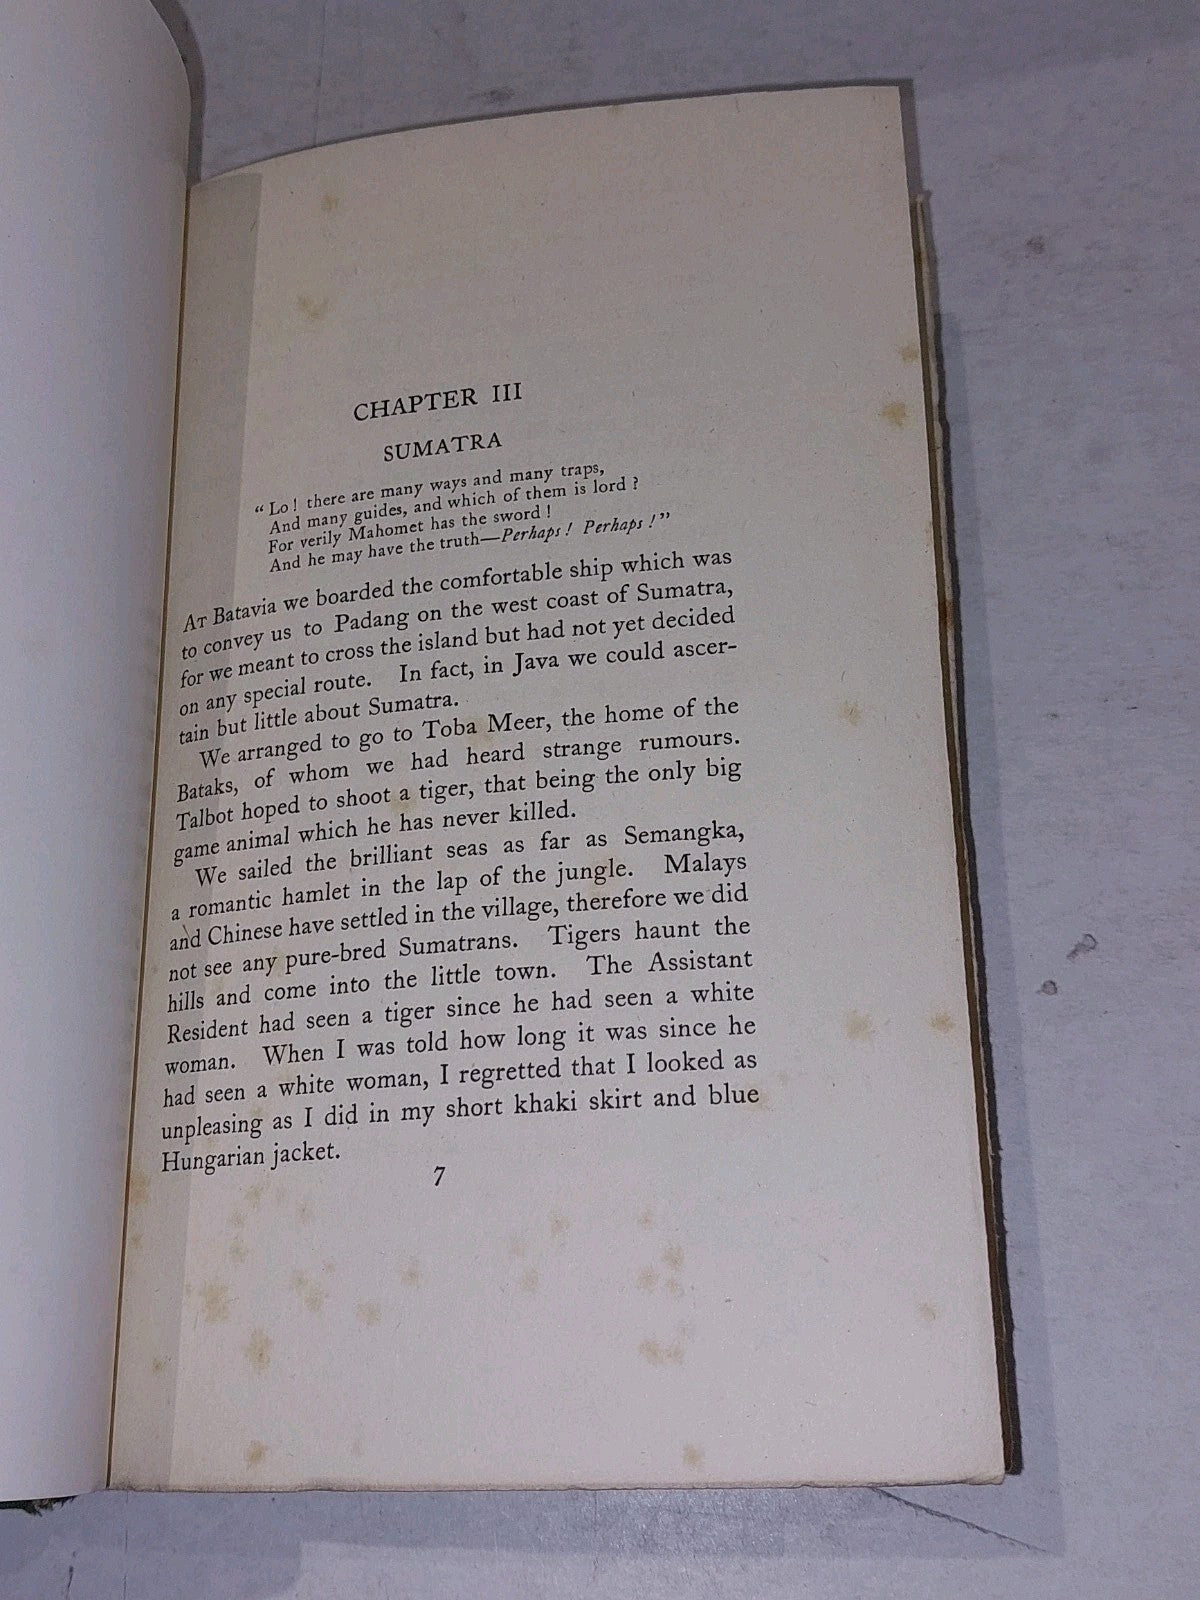 CHAPTER III
SUMATRA
“ Lo ! there are many ways and many traps,
And many guides, and which of them is lord ?
For verily Mahomet has the sword !
And he may have the truth—Perhaps ! Perhaps ! ”
AT Batavia we boarded the comfortable ship which was
to convey us to Padang on the west coast of Sumatra,
for we meant to cross the island but had not yet decided
on any special route. In fact, in Java we could ascer-
tain but little about Sumatra.
We arranged to go to Toba Meer, the home of the
Bataks, of whom we had heard strange rumours.
Talbot hoped to shoot a tiger, that being the only big
game animal which he has never killed.
We sailed the brilliant seas as far as Semangka,
a romantic hamlet in the lap of the jungle. Malays
and Chinese have settled in the village, therefore we did
not see any pure-bred Sumatrans. Tigers haunt the
hills and come into the little town. The Assistant
Resident had seen a tiger since he had seen a white
woman. When I was told how long it was since he
had seen a white woman, I regretted that I looked as
unpleasing as I did in my short khaki skirt and blue
Hungarian jacket.
7